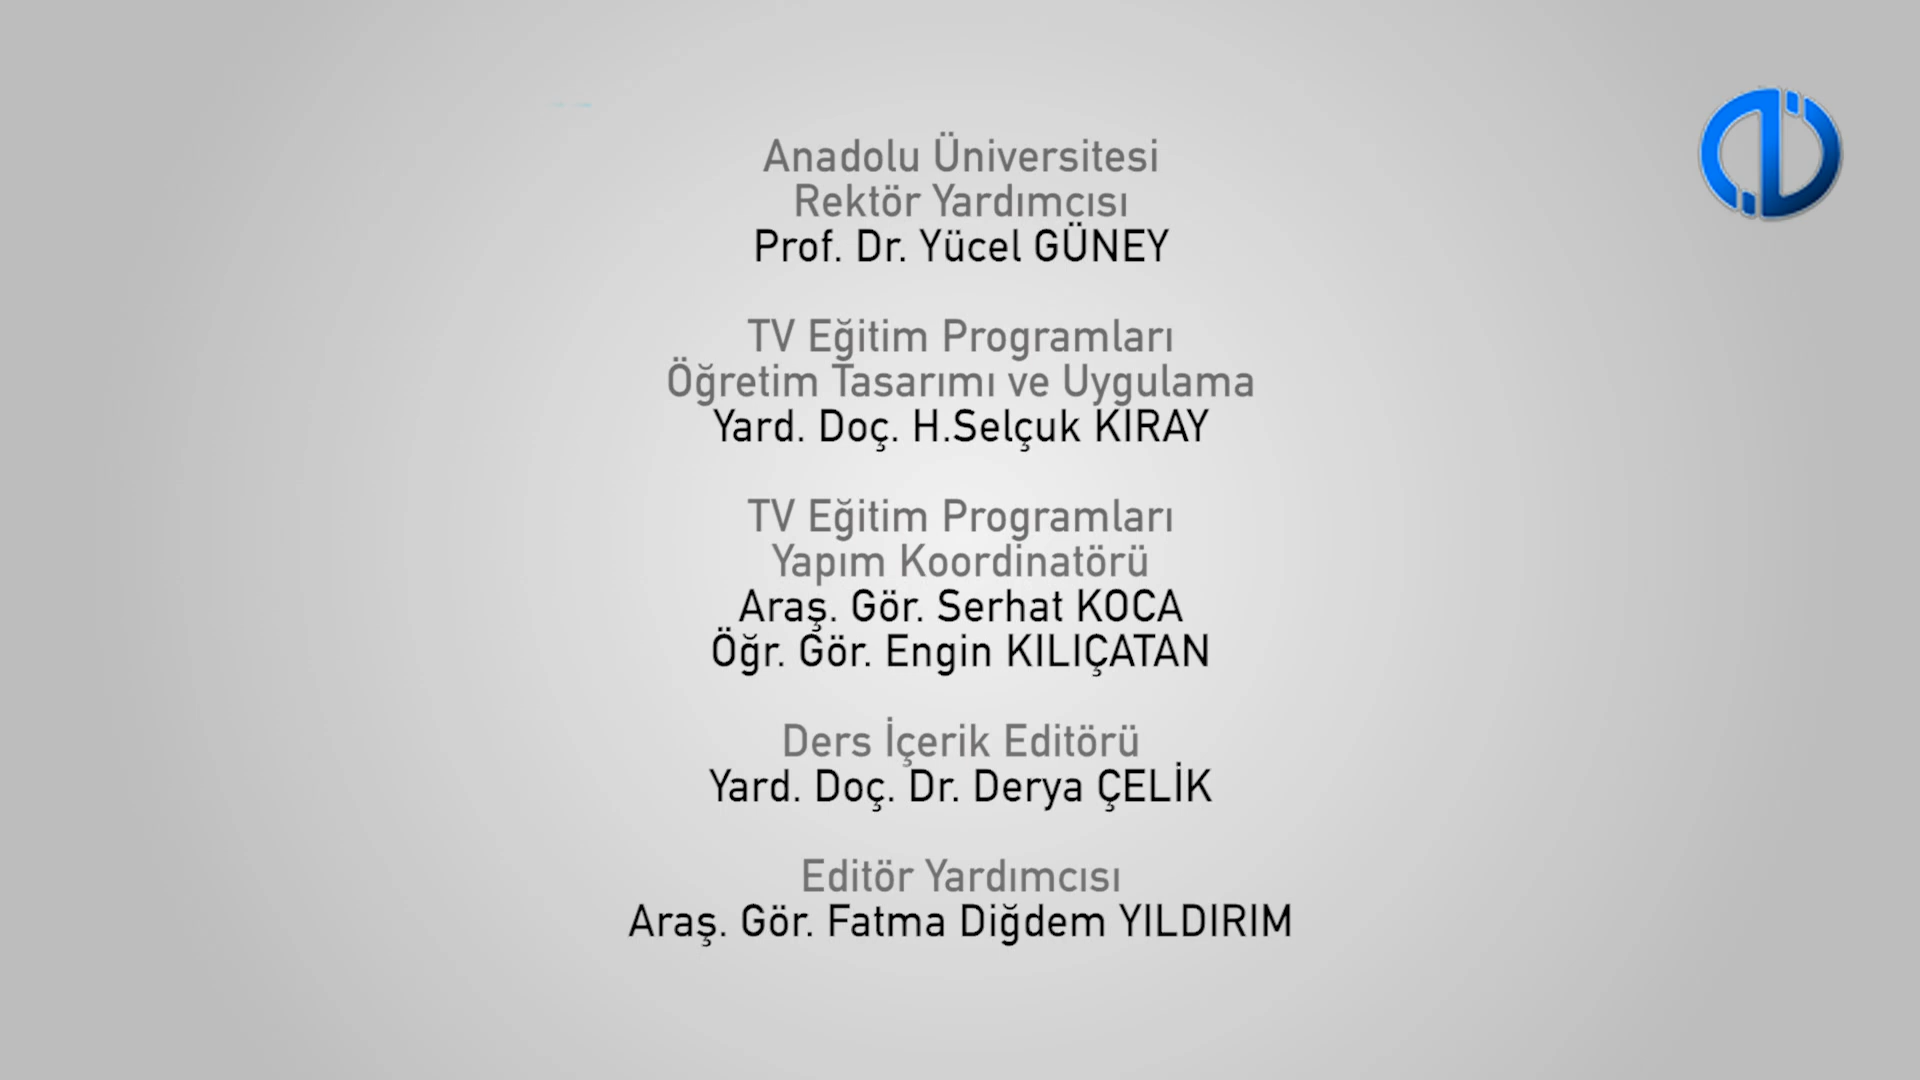 Anadolu Üniversitesi
Rektör Yardımcısı
Prof. Dr. Yücel GÜNEY
TV Eğitim Programları
Öğretim Tasarımı ve Uygulama
Yard. Doç. H.Selçuk KIRAY
TV Eğitim Programları
Yapım Koordinatörü
Araş. Gör. Serhat KOCA
Öğr. Gör. Engin KILIÇATAN
Ders İçerik Editörü
Yard. Doç. Dr. Derya ÇELİK
Editör Yardımcısı
Araş. Gör. Fatma Diğdem YILDIRIM